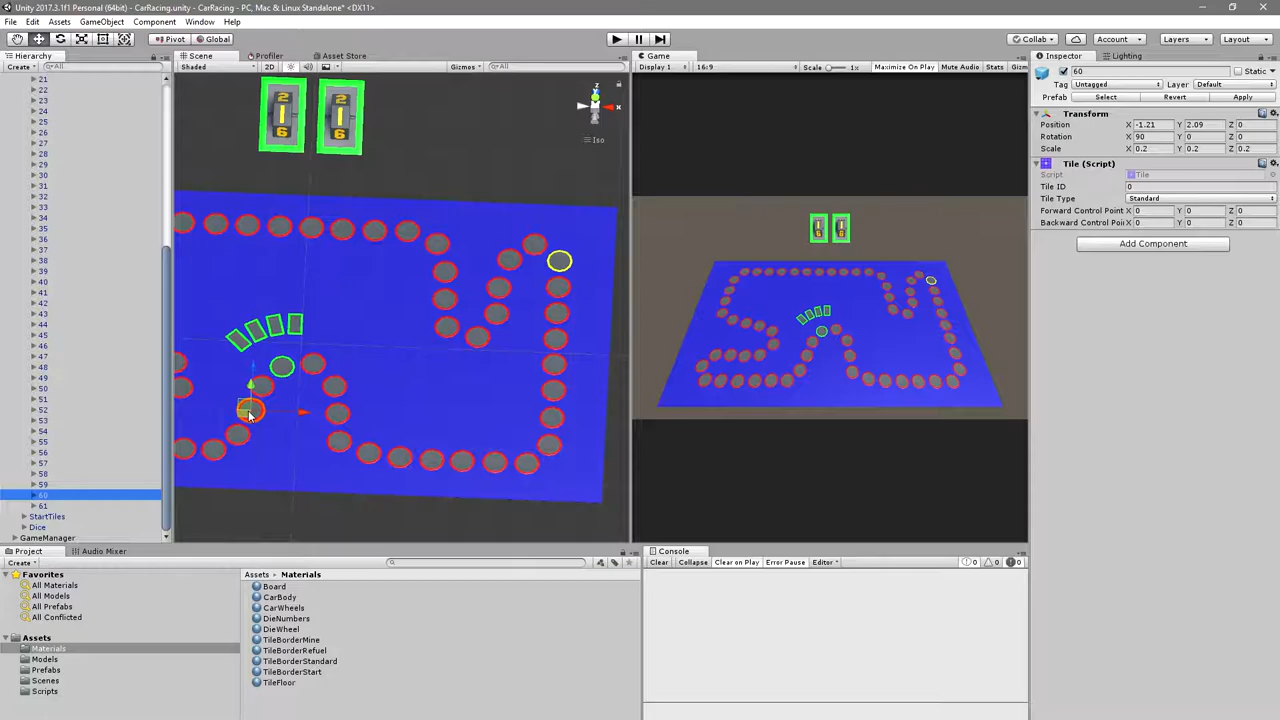 Unity 2017.3.1f1 Personal (64bit) - CarRacing.unity - CarRacing - PC, Mac & Linux Standalone* <DX11>
File Edit Assets GameObject Component Window Help
Pivot Global Collab Account Layers Layout
Hierarchy Scene Profiler Asset Store Game Inspector Lighting
Create All Shaded 2D Gizmos All Display 1 16:9 Scale 1x Maximize On Play Mute Audio Stats Gizm
60 Static
Tag Untagged Layer Default
Prefab Select Revert Apply
Transform
Position X -1.21 Y 2.09 Z 0
Rotation X 90 Y 0 Z 0
Scale X 0.2 Y 0.2 Z 0.2
Tile (Script)
Script Tile
Tile ID 0
Tile Type Standard
Forward Control Point X 0 Y 0 Z 0
Backward Control Poi X 0 Y 0 Z 0
Add Component
21
22
23
24
25
26
27
28
29
30
31
32
33
34
35
36
37
38
39
40
41
42
43
44
45
46
47
48
49
50
51
52
53
54
55
56
57
58
59
60
61
StartTiles
Dice
GameManager
z
x
Iso
2 2
1 1
6 6
Project Audio Mixer
Create
Favorites
All Materials
All Models
All Prefabs
All Conflicted
Assets
Materials
Models
Prefabs
Scenes
Scripts
Assets Materials
Board
CarBody
CarWheels
DieNumbers
DieWheel
TileBorderMine
TileBorderRefuel
TileBorderStandard
TileBorderStart
TileFloor
Console
Clear Collapse Clear on Play Error Pause Editor 0 0 0